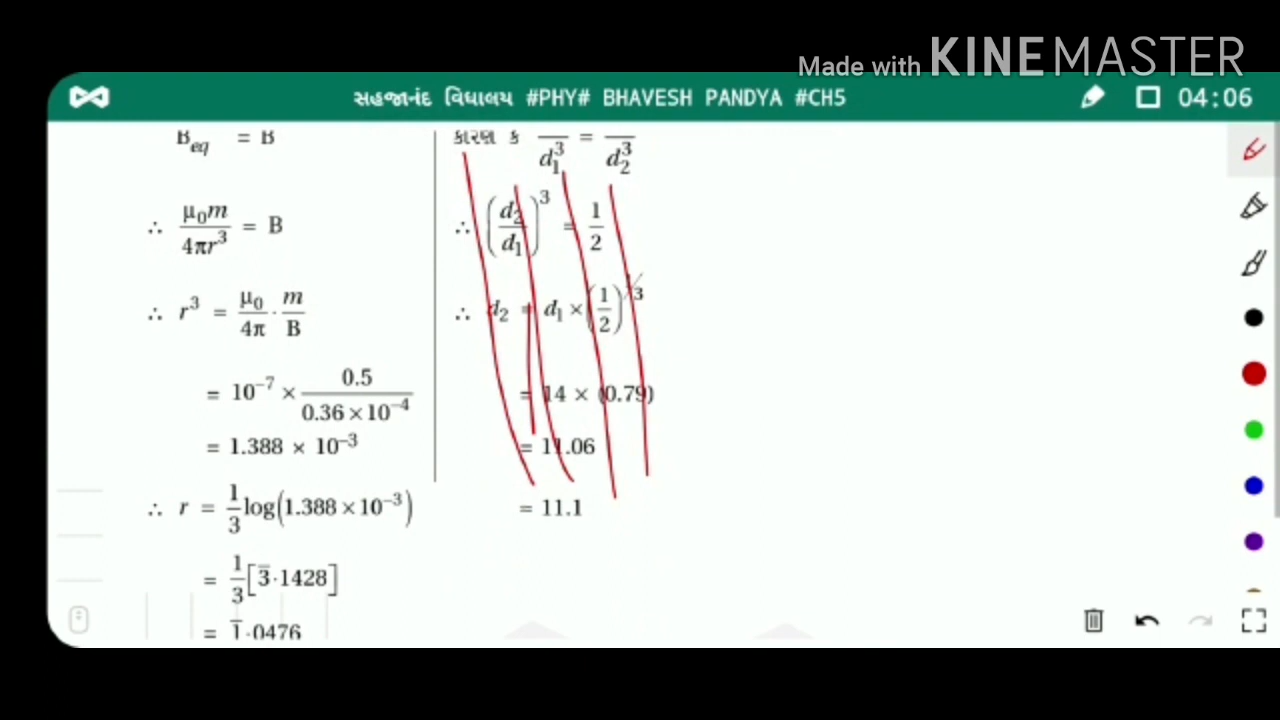 Made with KINEMASTER
સહજાનંદ વિદ્યાલય #PHY# BHAVESH PANDYA #CH5
04:06
B_eq = B
∴ μ₀m / 4πr³ = B
∴ r³ = μ₀/4π · m/B
= 10⁻⁷ × 0.5 / 0.36 × 10⁻⁴
= 1.388 × 10⁻³
∴ r = 1/3 log(1.388 × 10⁻³)
= 1/3 [3̅·1428]
= 1̅·0476
કારણ કે / d₁³ = / d₂³
∴ (d₂/d₁)³ = 1/2
∴ d₂ = d₁ × (1/2)^1/3
= 14 × (0.79)
= 11.06
= 11.1